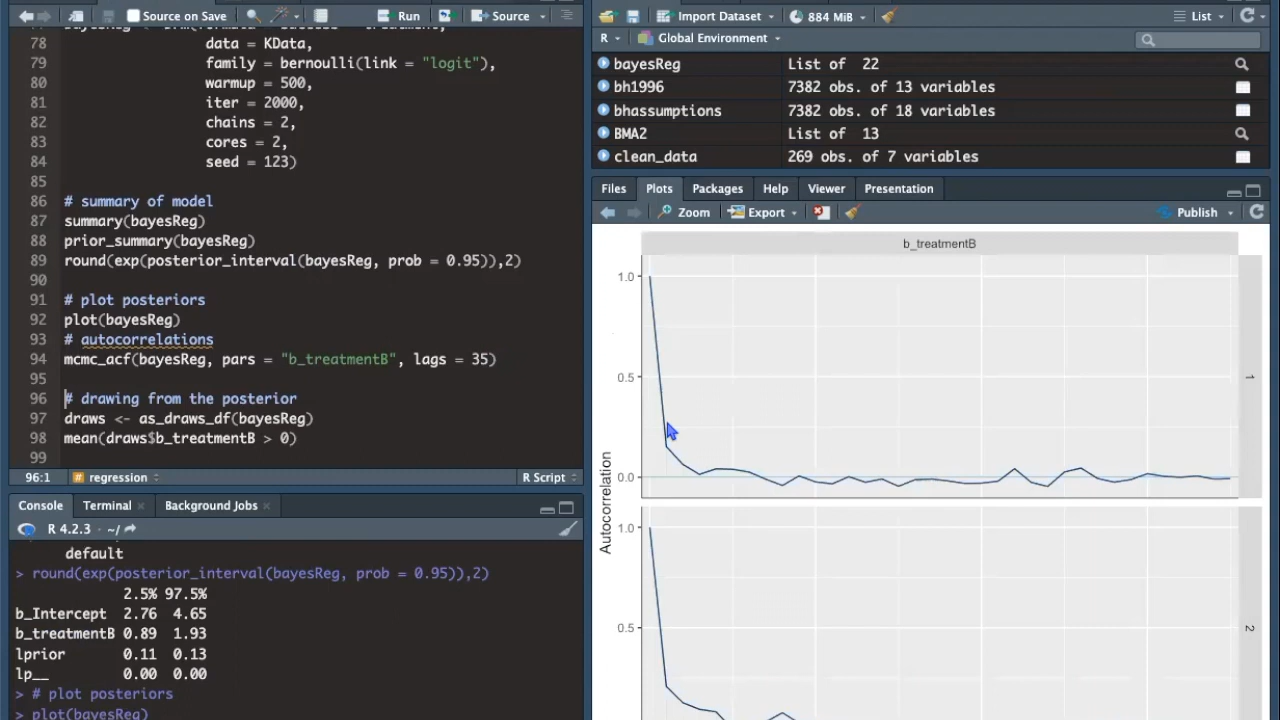 Source on Save
Run
Source
78 data = KData,
79 family = bernoulli(link = "logit"),
80 warmup = 500,
81 iter = 2000,
82 chains = 2,
83 cores = 2,
84 seed = 123)
85
86 # summary of model
87 summary(bayesReg)
88 prior_summary(bayesReg)
89 round(exp(posterior_interval(bayesReg, prob = 0.95)),2)
90
91 # plot posteriors
92 plot(bayesReg)
93 # autocorrelations
94 mcmc_acf(bayesReg, pars = "b_treatmentB", lags = 35)
95
96 # drawing from the posterior
97 draws <- as_draws_df(bayesReg)
98 mean(draws$b_treatmentB > 0)
99
96:1 # regression R Script
Console Terminal Background Jobs
R 4.2.3 · ~/
default
> round(exp(posterior_interval(bayesReg, prob = 0.95)),2)
2.5% 97.5%
b_Intercept 2.76 4.65
b_treatmentB 0.89 1.93
lprior 0.11 0.13
lp__ 0.00 0.00
> # plot posteriors
> plot(bayesReg)
Import Dataset 884 MiB List
R Global Environment
bayesReg List of 22
bh1996 7382 obs. of 13 variables
bhassumptions 7382 obs. of 18 variables
BMA2 List of 13
clean_data 269 obs. of 7 variables
Files Plots Packages Help Viewer Presentation
Zoom Export Publish
b_treatmentB
1.0
0.5
0.0
1
1.0
0.5
2
Autocorrelation